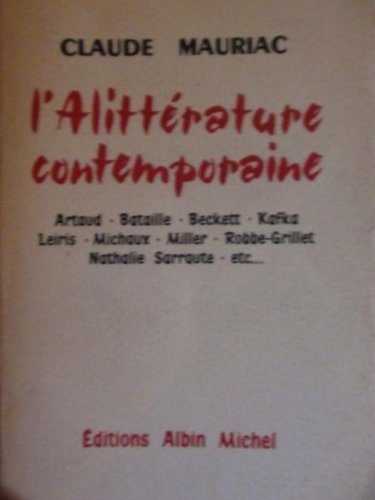 CLAUDE MAURIAC
l'Alittérature
contemporaine
Artaud - Bataille - Beckett - Kafka
Leiris - Michaux - Miller - Robbe-Grillet
Nathalie Sarraute - etc...
Éditions Albin Michel